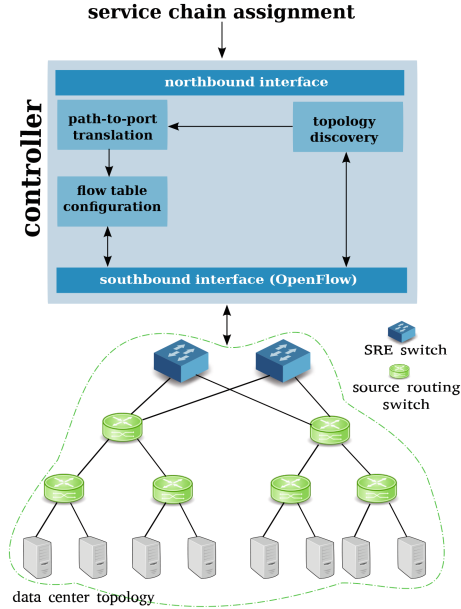 service chain assignment
controller
northbound interface
path-to-port
translation
topology
discovery
flow table
configuration
southbound interface (OpenFlow)
SRE switch
source routing
switch
data center topology